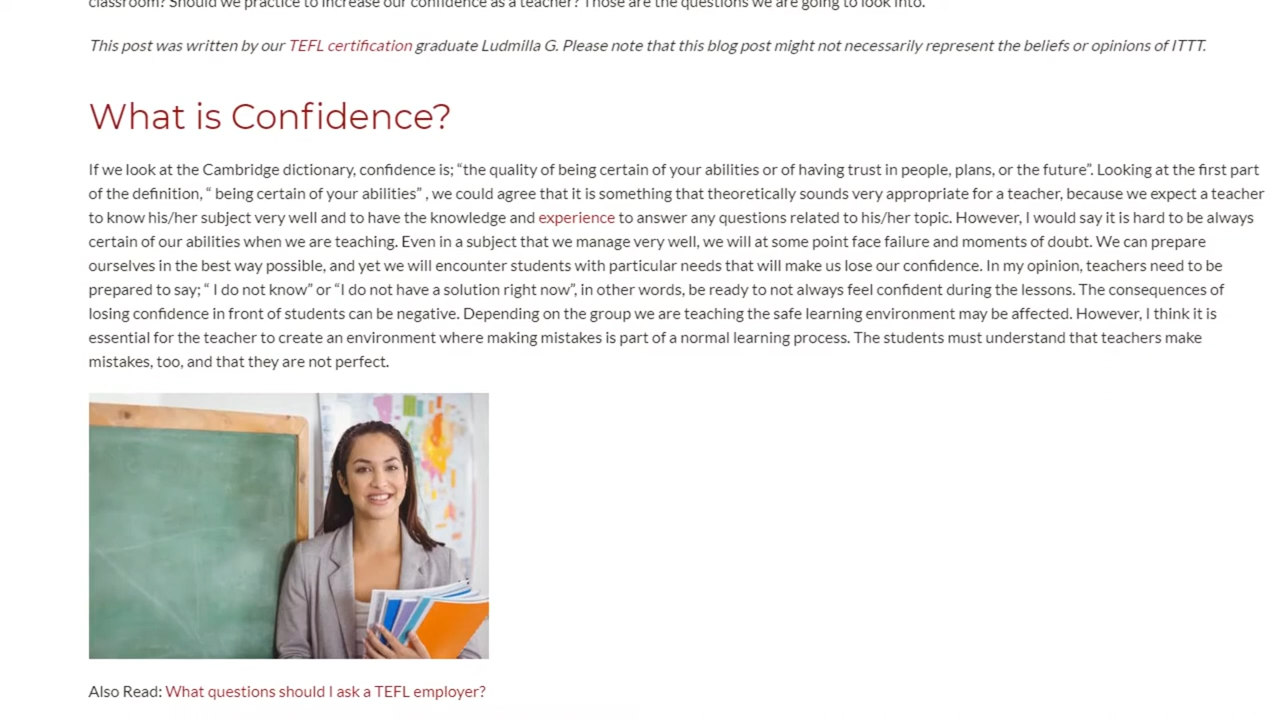 classroom? Should we practice to increase our confidence as a teacher? Those are the questions we are going to look into.
This post was written by our TEFL certification graduate Ludmilla G. Please note that this blog post might not necessarily represent the beliefs or opinions of ITTT.
What is Confidence?
If we look at the Cambridge dictionary, confidence is; “the quality of being certain of your abilities or of having trust in people, plans, or the future”. Looking at the first part
of the definition, “ being certain of your abilities” , we could agree that it is something that theoretically sounds very appropriate for a teacher, because we expect a teacher
to know his/her subject very well and to have the knowledge and experience to answer any questions related to his/her topic. However, I would say it is hard to be always
certain of our abilities when we are teaching. Even in a subject that we manage very well, we will at some point face failure and moments of doubt. We can prepare
ourselves in the best way possible, and yet we will encounter students with particular needs that will make us lose our confidence. In my opinion, teachers need to be
prepared to say; “ I do not know” or “I do not have a solution right now”, in other words, be ready to not always feel confident during the lessons. The consequences of
losing confidence in front of students can be negative. Depending on the group we are teaching the safe learning environment may be affected. However, I think it is
essential for the teacher to create an environment where making mistakes is part of a normal learning process. The students must understand that teachers make
mistakes, too, and that they are not perfect.
Also Read: What questions should I ask a TEFL employer?